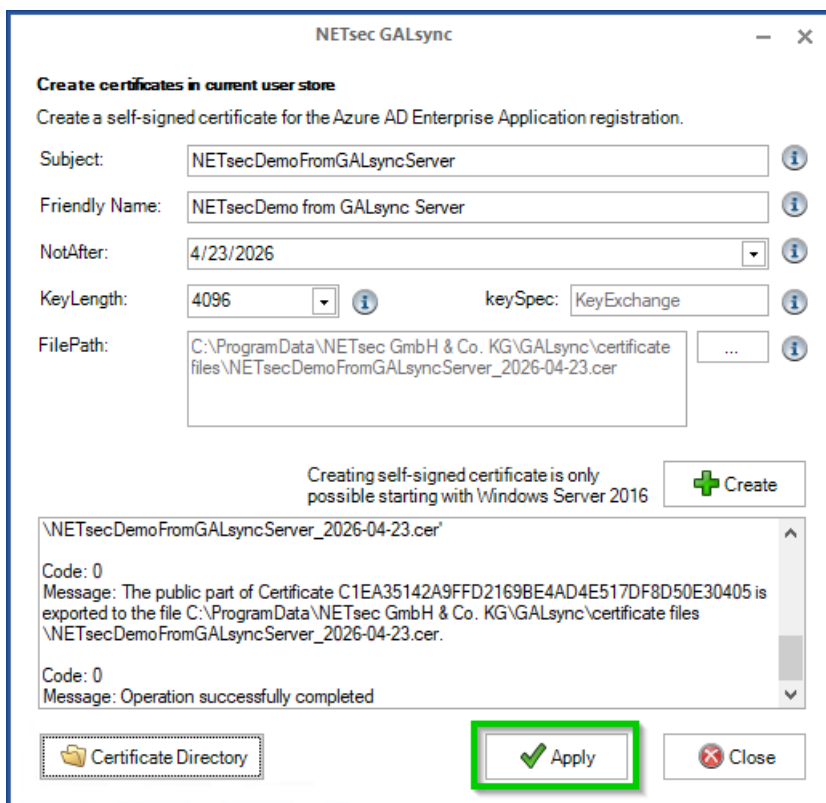 NETsec GALsync
Create certificates in current user store
Create a self-signed certificate for the Azure AD Enterprise Application registration.
Subject: NETsecDemoFromGALsyncServer
Friendly Name: NETsecDemo from GALsync Server
NotAfter: 4/23/2026
KeyLength: 4096 keySpec: KeyExchange
FilePath: C:\ProgramData\NETsec GmbH & Co. KG\GALsync\certificate ...
files\NETsecDemoFromGALsyncServer_2026-04-23.cer
Creating self-signed certificate is only
possible starting with Windows Server 2016 Create
\NETsecDemoFromGALsyncServer_2026-04-23.cer'
Code: 0
Message: The public part of Certificate C1EA35142A9FFD2169BE4AD4E517DF8D50E30405 is
exported to the file C:\ProgramData\NETsec GmbH & Co. KG\GALsync\certificate files
\NETsecDemoFromGALsyncServer_2026-04-23.cer.
Code: 0
Message: Operation successfully completed
Certificate Directory Apply Close